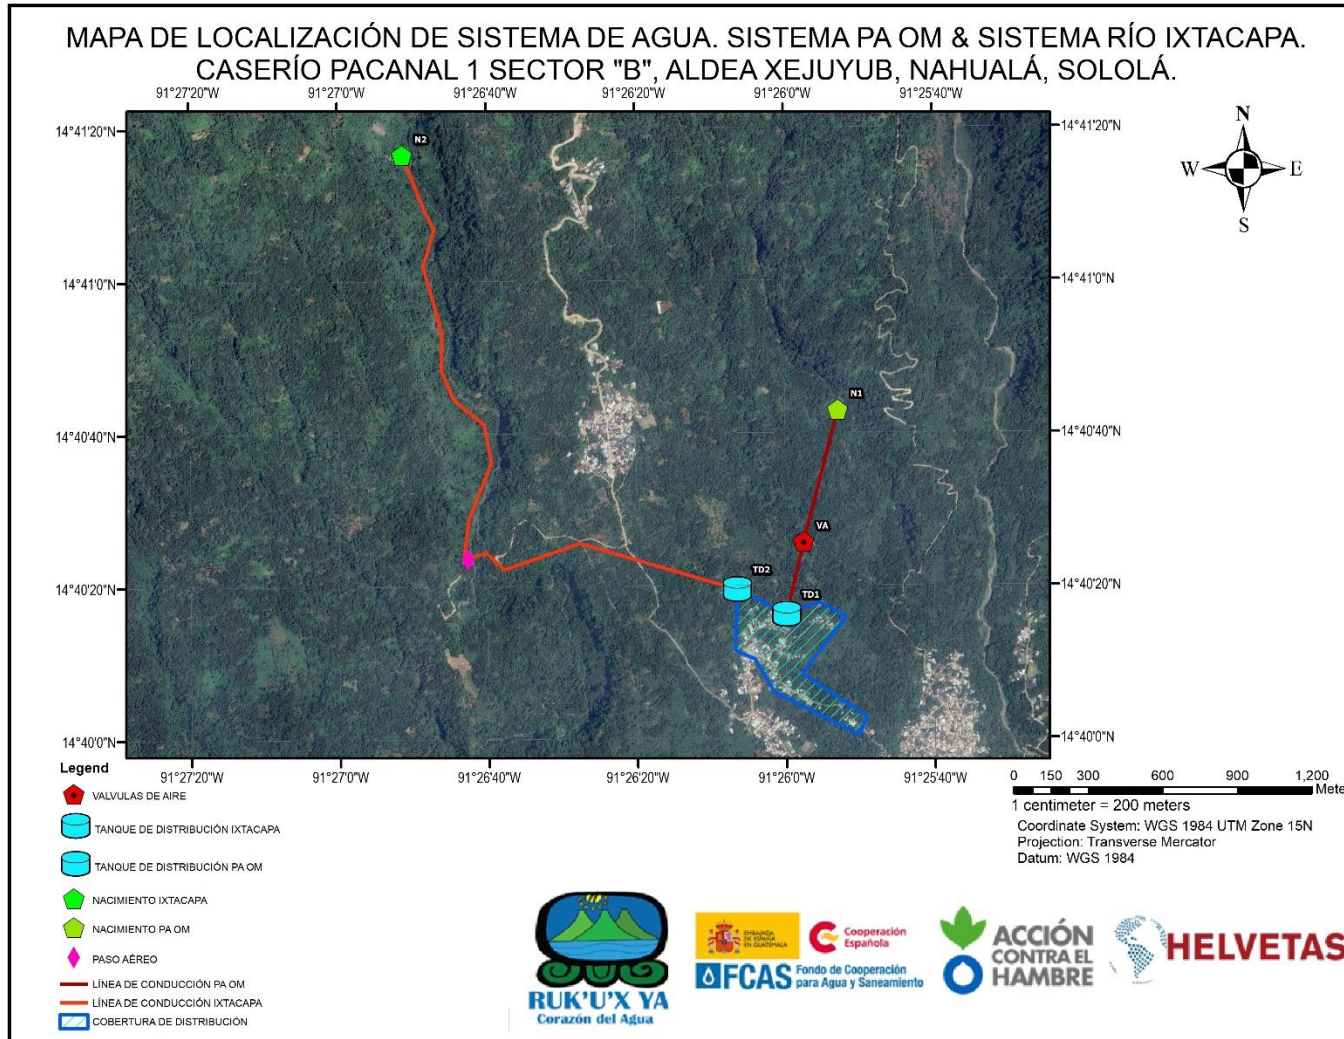 MAPA DE LOCALIZACIÓN DE SISTEMA DE AGUA. SISTEMA PA OM & SISTEMA RÍO IXTACAPA.
CASERÍO PACANAL 1 SECTOR "B", ALDEA XEJUYUB, NAHUALÁ, SOLOLÁ.
91°27'20"W 91°27'0"W 91°26'40"W 91°26'20"W 91°26'0"W 91°25'40"W
14°41'20"N 14°41'20"N
N
W E
S
N2
14°41'0"N 14°41'0"N
N1
14°40'40"N 14°40'40"N
VA
TD2
14°40'20"N 14°40'20"N
TD1
14°40'0"N 14°40'0"N
91°27'20"W 91°27'0"W 91°26'40"W 91°26'20"W 91°26'0"W 91°25'40"W
Legend
VALVULAS DE AIRE
TANQUE DE DISTRIBUCIÓN IXTACAPA
TANQUE DE DISTRIBUCIÓN PA OM
NACIMIENTO IXTACAPA
NACIMIENTO PA OM
PASO AÉREO
LÍNEA DE CONDUCCIÓN PA OM
LÍNEA DE CONDUCCIÓN IXTACAPA
COBERTURA DE DISTRIBUCIÓN
0 150 300 600 900 1,200
Mete
1 centimeter = 200 meters
Coordinate System: WGS 1984 UTM Zone 15N
Projection: Transverse Mercator
Datum: WGS 1984
RUK'U'X YA
Corazón del Agua
EMBAJADA
DE ESPAÑA
EN GUATEMALA
Cooperación
Española
FCAS
Fondo de Cooperación
para Agua y Saneamiento
ACCIÓN
CONTRA EL
HAMBRE
HELVETAS